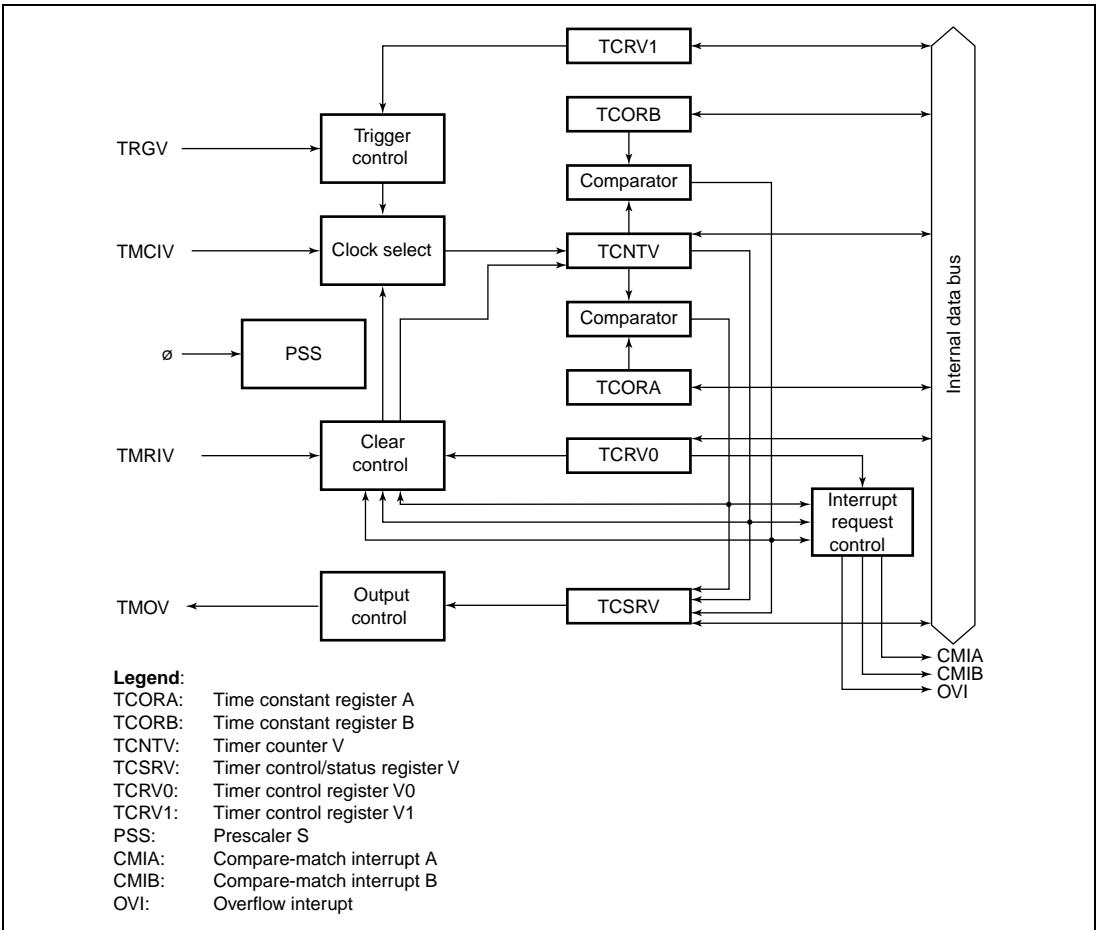 TCRV1
TCORB
TRGV
Trigger
control
Comparator
TMCIV
Clock select
TCNTV
Internal data bus
Comparator
ø
PSS
TCORA
TMRIV
Clear
control
TCRV0
Interrupt
request
control
TMOV
Output
control
TCSRV
CMIA
CMIB
OVI
Legend:
TCORA: Time constant register A
TCORB: Time constant register B
TCNTV: Timer counter V
TCSRV: Timer control/status register V
TCRV0: Timer control register V0
TCRV1: Timer control register V1
PSS: Prescaler S
CMIA: Compare-match interrupt A
CMIB: Compare-match interrupt B
OVI: Overflow interupt